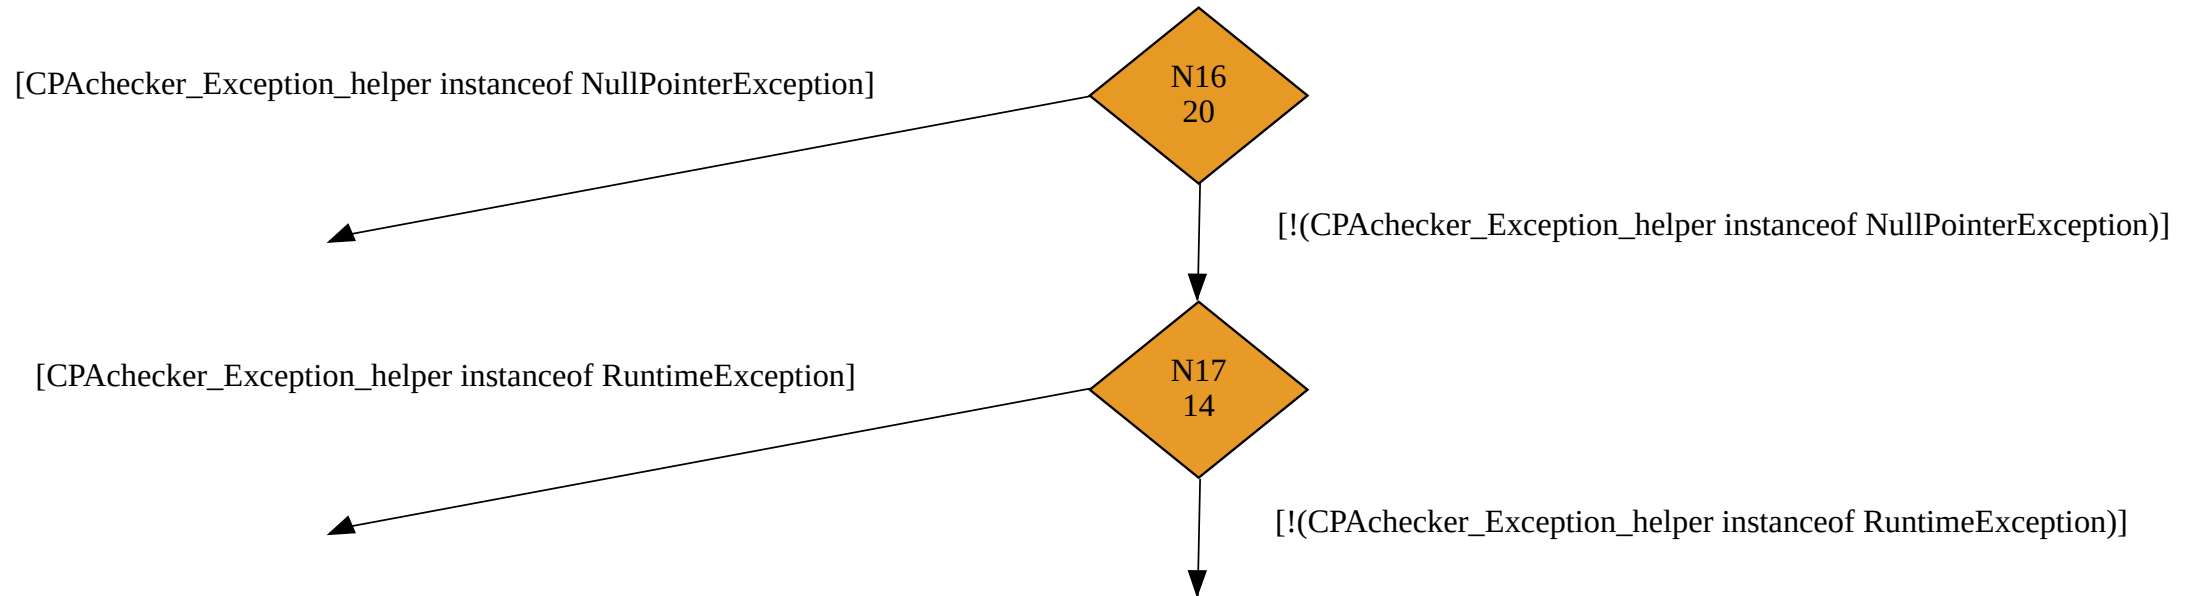 [CPAchecker_Exception_helper instanceof NullPointerException]
N16
20
[!(CPAchecker_Exception_helper instanceof NullPointerException)]
[CPAchecker_Exception_helper instanceof RuntimeException]
N17
14
[!(CPAchecker_Exception_helper instanceof RuntimeException)]